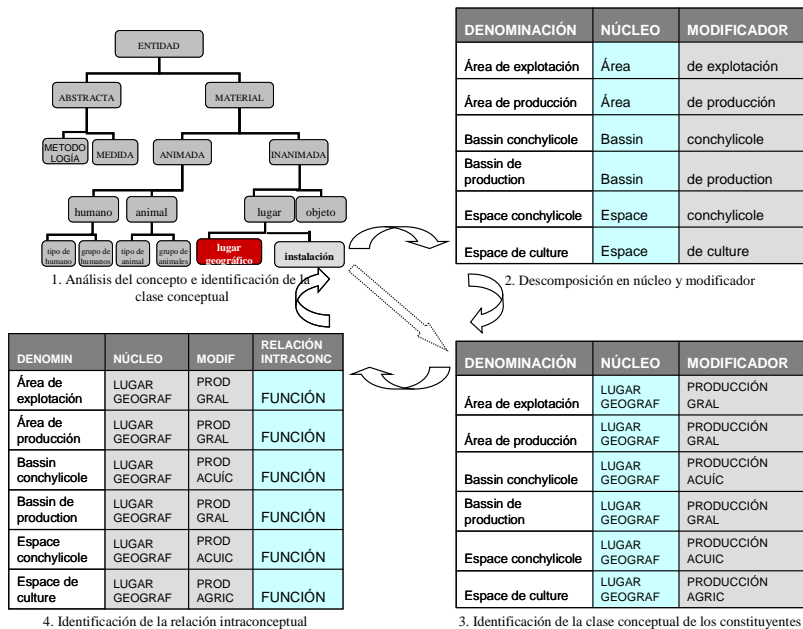 ENTIDAD
ABSTRACTA
MATERIAL
METODO
LOGÍA
MEDIDA
ANIMADA
INANIMADA
humano
animal
lugar
objeto
tipo de
humano
grupo de
humanos
tipo de
animal
grupo de
animales
lugar
geográfico
instalación
1. Análisis del concepto e identificación de la
clase conceptual
DENOMINACIÓN NÚCLEO MODIFICADOR
Área de explotación Área de explotación
Área de producción Área de producción
Bassin conchylicole Bassin conchylicole
Bassin de
production Bassin de production
Espace conchylicole Espace conchylicole
Espace de culture Espace de culture
2. Descomposición en núcleo y modificador
DENOMIN NÚCLEO MODIF RELACIÓN
INTRACONC
Área de
explotación LUGAR
GEOGRAF PROD
GRAL FUNCIÓN
Área de
producción LUGAR
GEOGRAF PROD
GRAL FUNCIÓN
Bassin
conchylicole LUGAR
GEOGRAF PROD
ACUÍC FUNCIÓN
Bassin de
production LUGAR
GEOGRAF PROD
GRAL FUNCIÓN
Espace
conchylicole LUGAR
GEOGRAF PROD
ACUIC FUNCIÓN
Espace de
culture LUGAR
GEOGRAF PROD
AGRIC FUNCIÓN
4. Identificación de la relación intraconceptual
DENOMINACIÓN NÚCLEO MODIFICADOR
Área de explotación LUGAR
GEOGRAF PRODUCCIÓN
GRAL
Área de producción LUGAR
GEOGRAF PRODUCCIÓN
GRAL
Bassin conchylicole LUGAR
GEOGRAF PRODUCCIÓN
ACUÍC
Bassin de
production LUGAR
GEOGRAF PRODUCCIÓN
GRAL
Espace conchylicole LUGAR
GEOGRAF PRODUCCIÓN
ACUIC
Espace de culture LUGAR
GEOGRAF PRODUCCIÓN
AGRIC
3. Identificación de la clase conceptual de los constituyentes